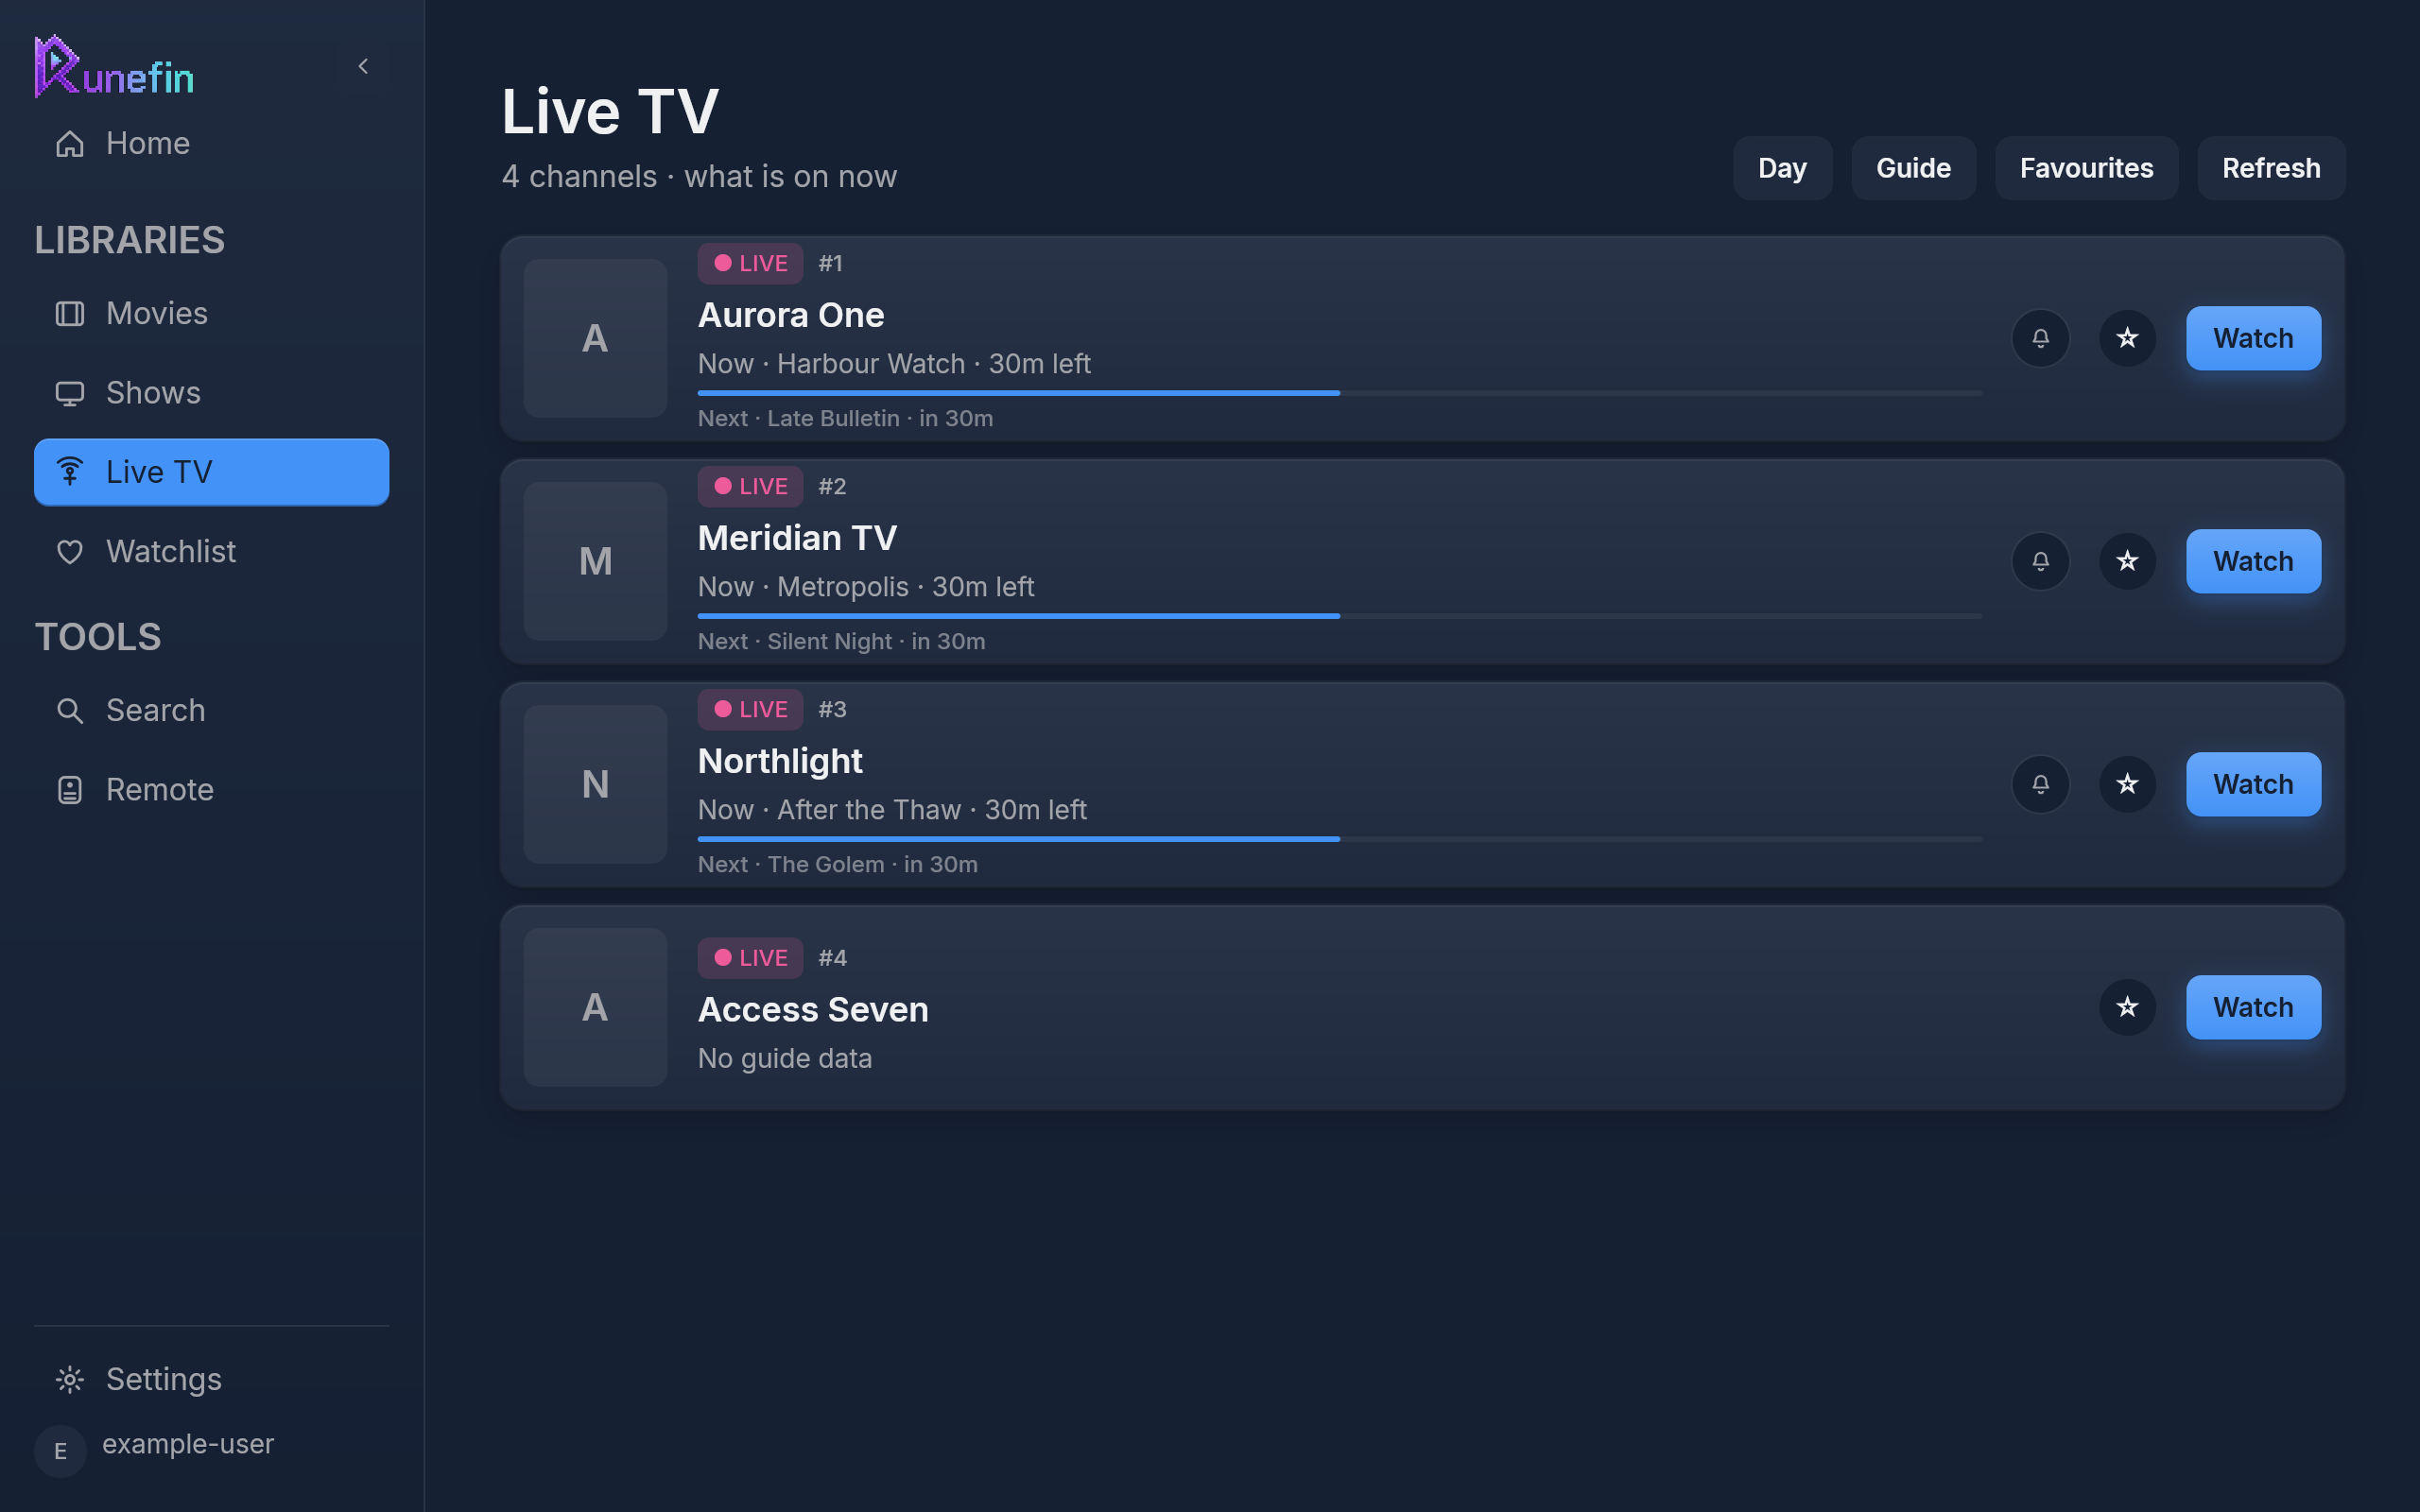 Runefin
Home
LIBRARIES
Movies
Shows
Live TV
Watchlist
TOOLS
Search
Remote
Settings
E
example-user
Live TV
4 channels · what is on now
Day
Guide
Favourites
Refresh
A
LIVE #1
Aurora One
Now · Harbour Watch · 30m left
Next · Late Bulletin · in 30m
Watch
M
LIVE #2
Meridian TV
Now · Metropolis · 30m left
Next · Silent Night · in 30m
Watch
N
LIVE #3
Northlight
Now · After the Thaw · 30m left
Next · The Golem · in 30m
Watch
A
LIVE #4
Access Seven
No guide data
Watch